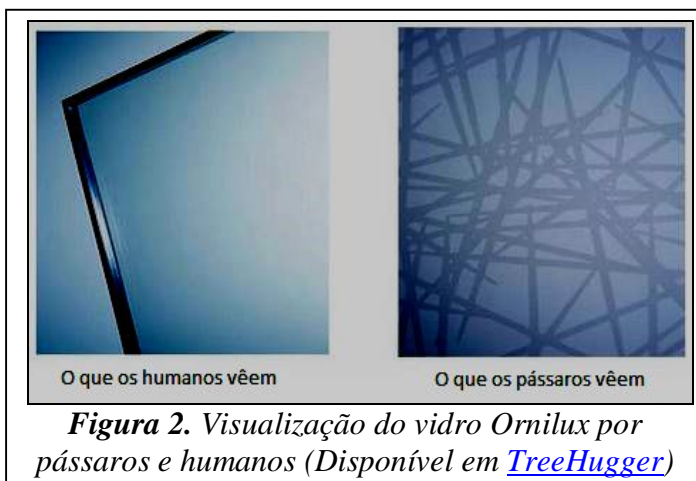 O que os humanos vêem
O que os pássaros vêem
Figura 2. Visualização do vidro Ornilux por
pássaros e humanos (Disponível em TreeHugger)